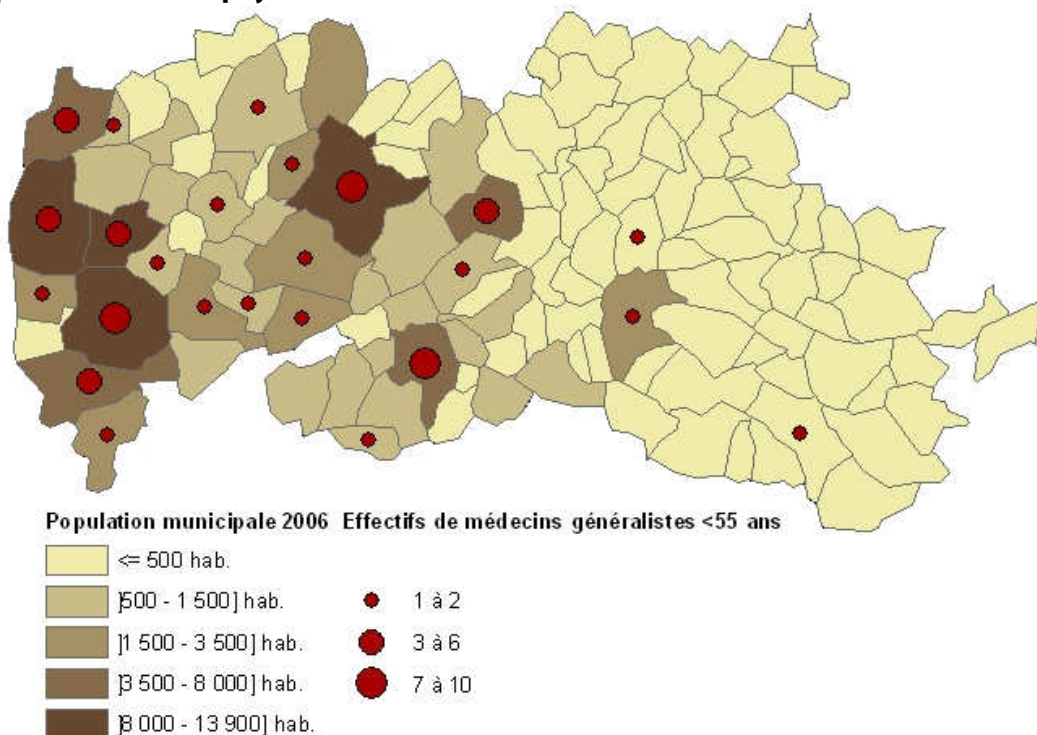 Population municipale 2006 Effectifs de médecins généralistes <55 ans
<= 500 hab.
]500 - 1 500] hab. 1 à 2
]1 500 - 3 500] hab. 3 à 6
]3 500 - 8 000] hab. 7 à 10
]8 000 - 13 900] hab.